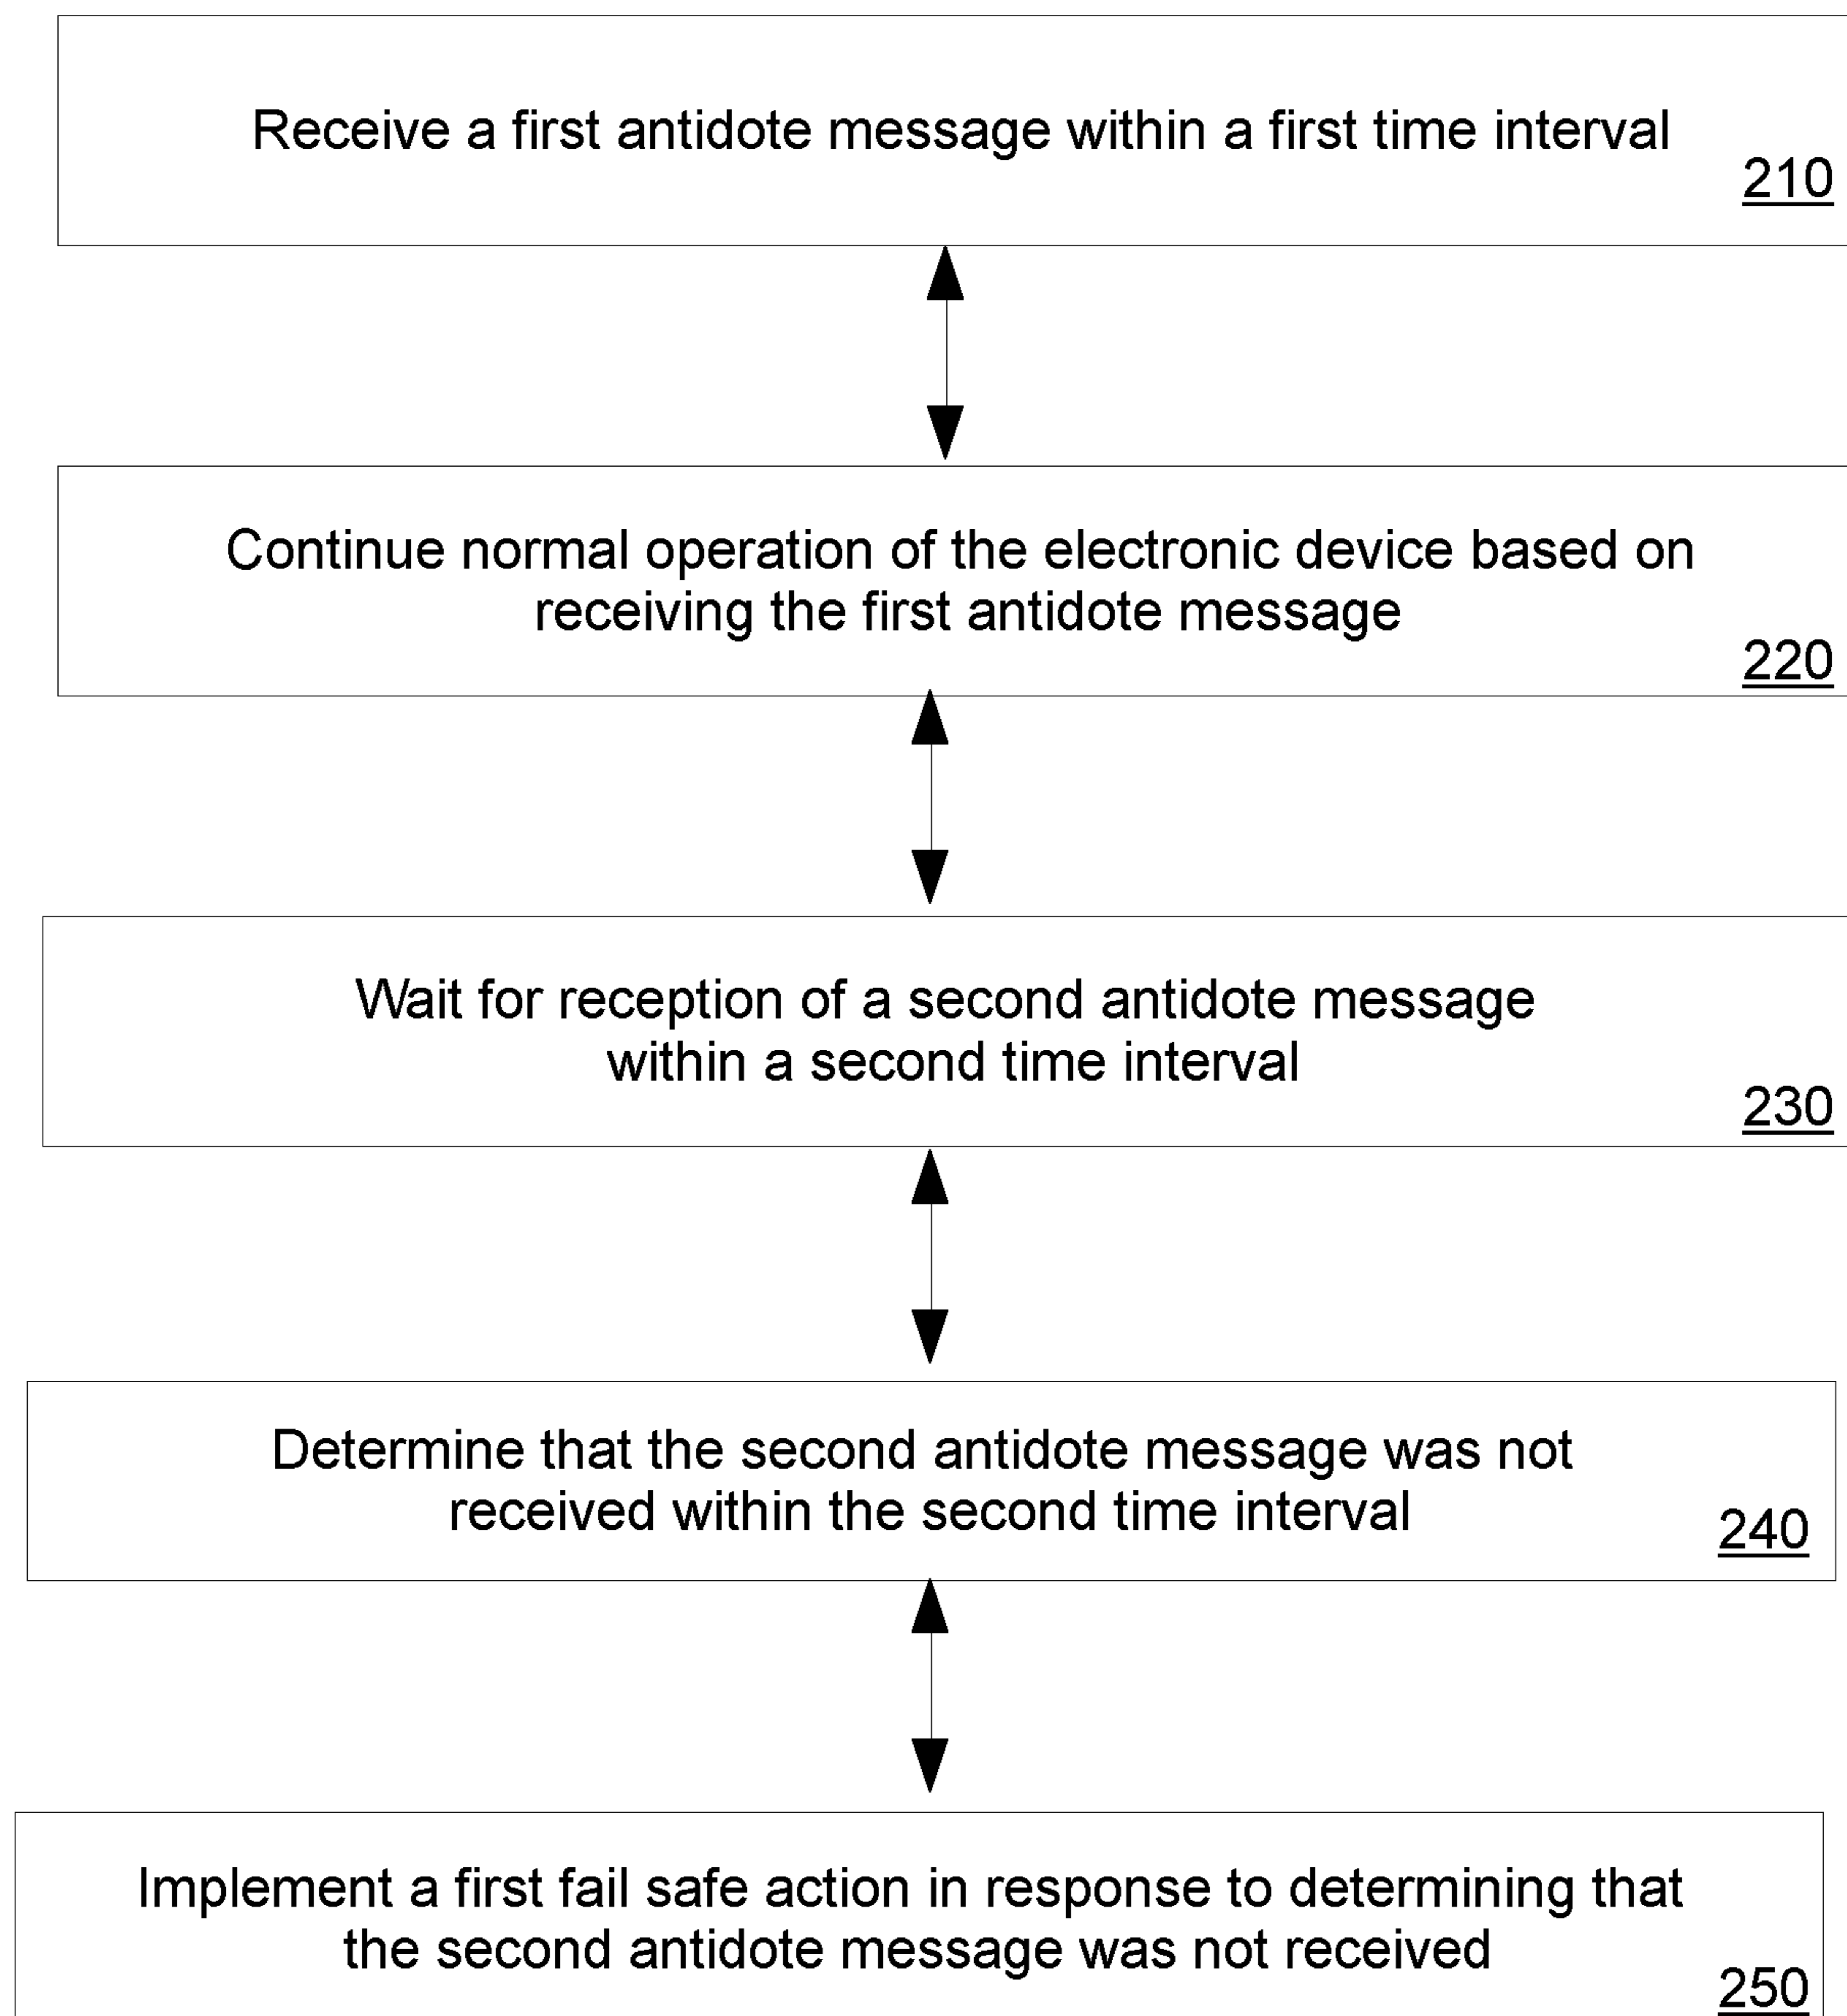 Receive a first antidote message within a first time interval
210
Continue normal operation of the electronic device based on
receiving the first antidote message
220
Wait for reception of a second antidote message
within a second time interval
230
Determine that the second antidote message was not
received within the second time interval
240
Implement a first fail safe action in response to determining that
the second antidote message was not received
250